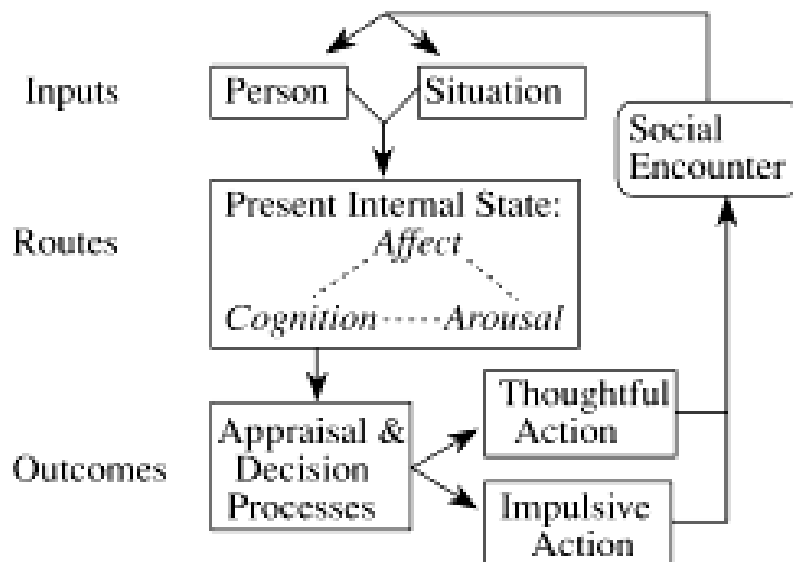 Inputs
Person
Situation
Social
Encounter
Routes
Present Internal State:
Affect
Cognition
Arousal
Outcomes
Appraisal &
Decision
Processes
Thoughtful
Action
Impulsive
Action